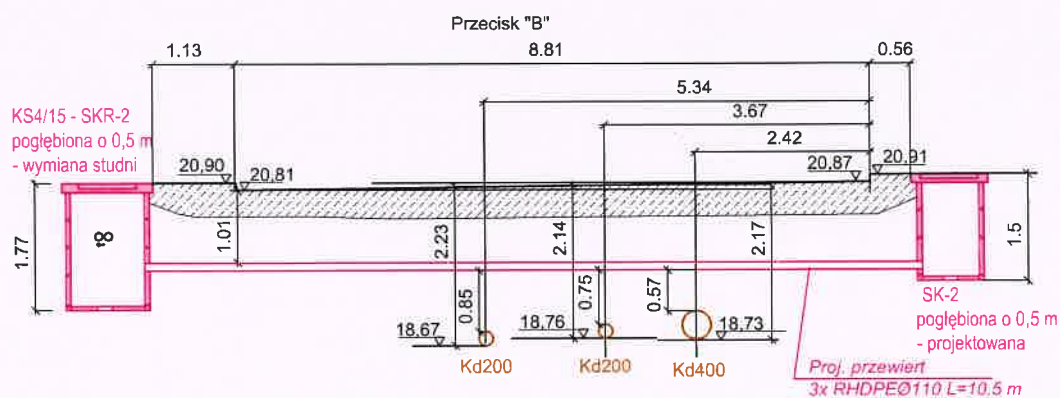 Przecisk "B"
1.13
8.81
0.56
5.34
3.67
2.42
KS4/15 - SKR-2
pogłębiona o 0,5 m
- wymiana studni
20,90
20,81
20,87
20,91
1.77
1.01
2.23
2.14
2.17
1.5
0.85
0.75
0.57
18,67
18,76
18,73
Kd200
Kd200
Kd400
SK-2
pogłębiona o 0,5 m
- projektowana
Proj. przewiert
3x RHDPEØ110 L=10.5 m